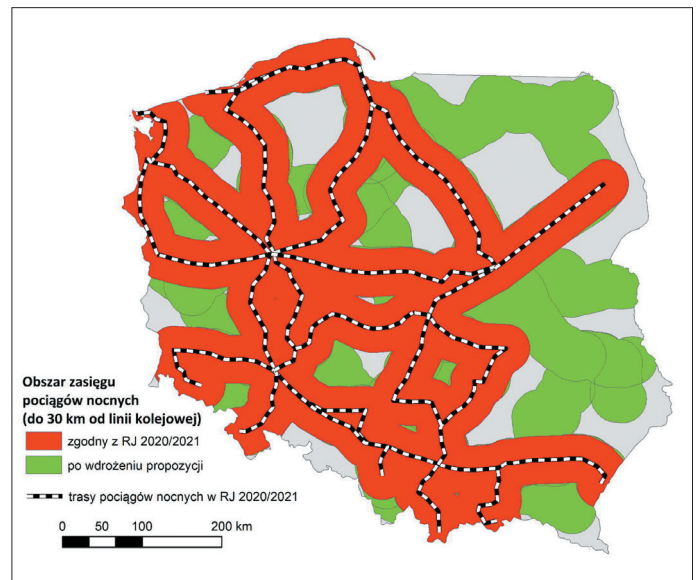 Obszar zasięgu
pociągów nocnych
(do 30 km od linii kolejowej)
zgodny z RJ 2020/2021
po wdrożeniu propozycji
trasy pociągów nocnych w RJ 2020/2021
0 50 100 200 km